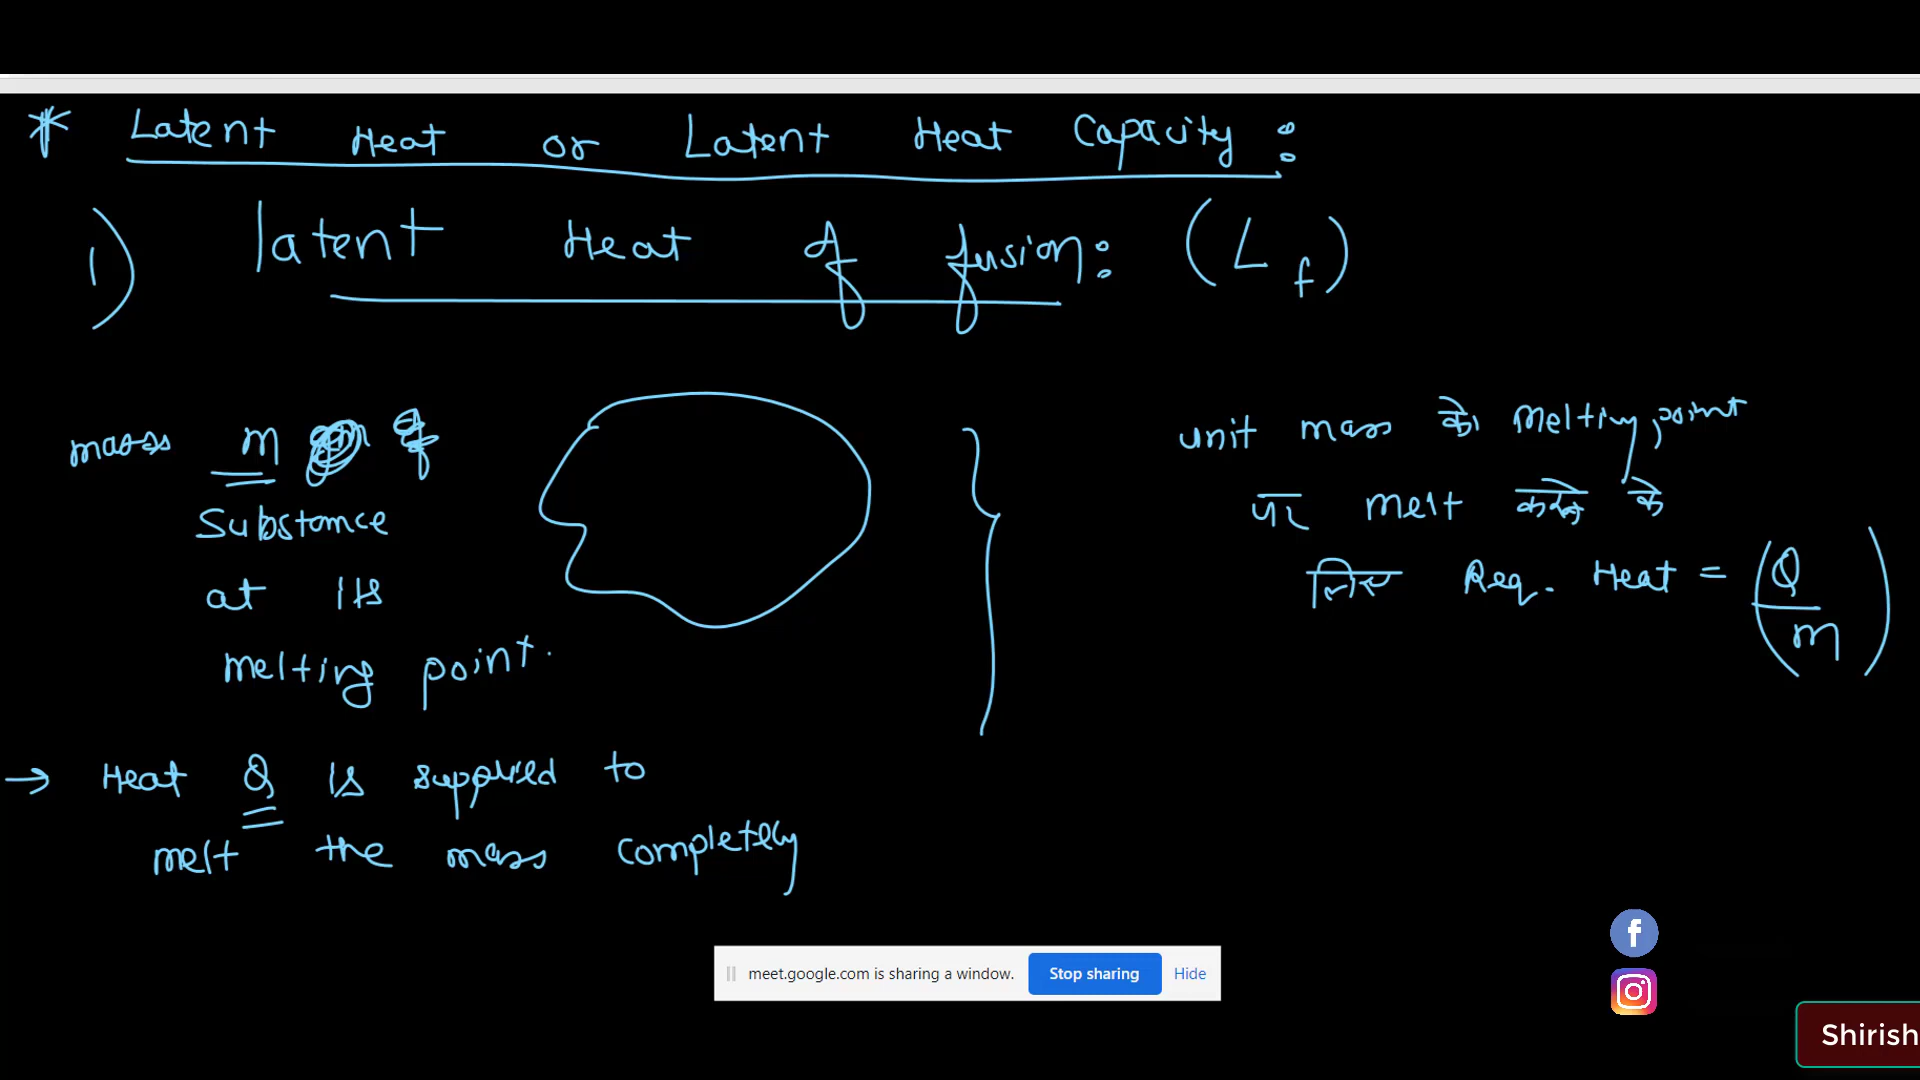 * Latent Heat or Latent Heat Capacity :
1) latent Heat of fusion: (L f)
mass m of
Substance
at its
melting point.
→ Heat Q is supplied to
melt the mass completely
unit mass को Melting point
पर melt करने के
लिए Req. Heat = (Q/m)
meet.google.com is sharing a window. Stop sharing Hide
Shirish